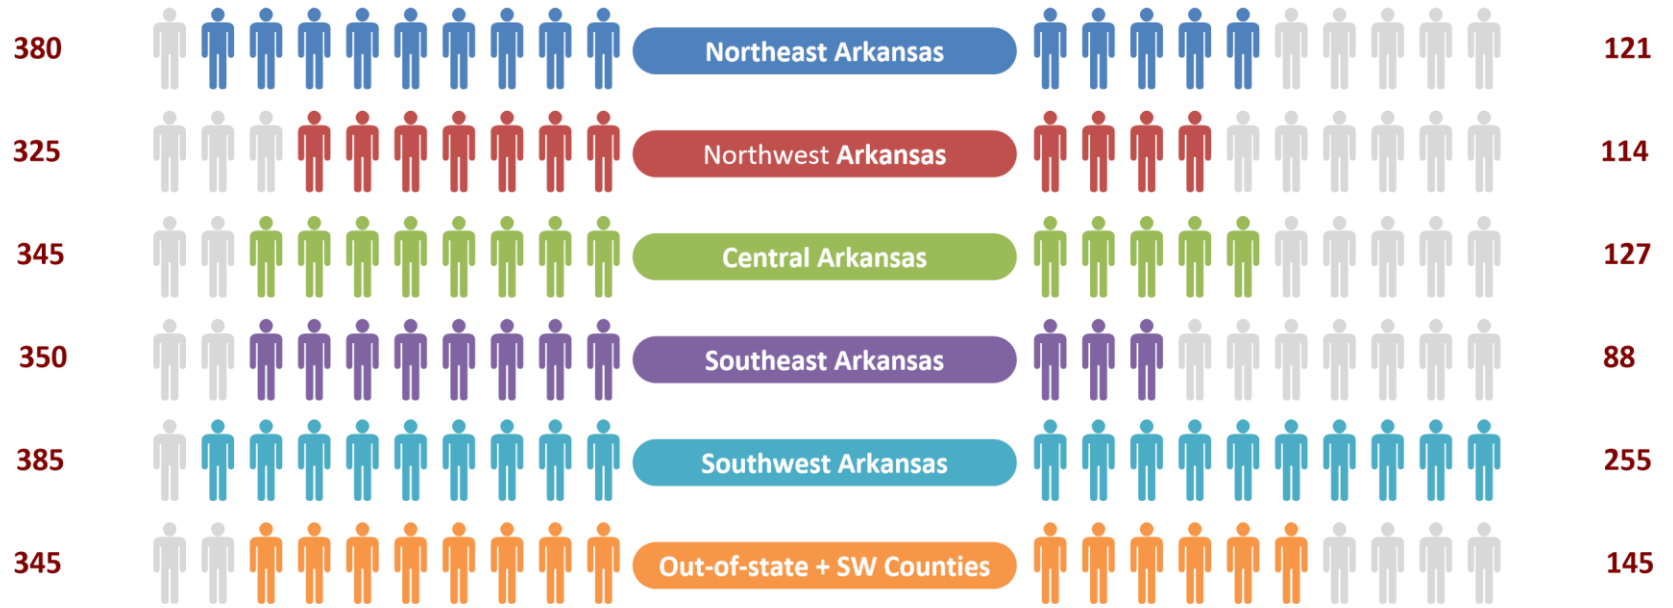 380 Northeast Arkansas 121
325 Northwest Arkansas 114
345 Central Arkansas 127
350 Southeast Arkansas 88
385 Southwest Arkansas 255
345 Out-of-state + SW Counties 145